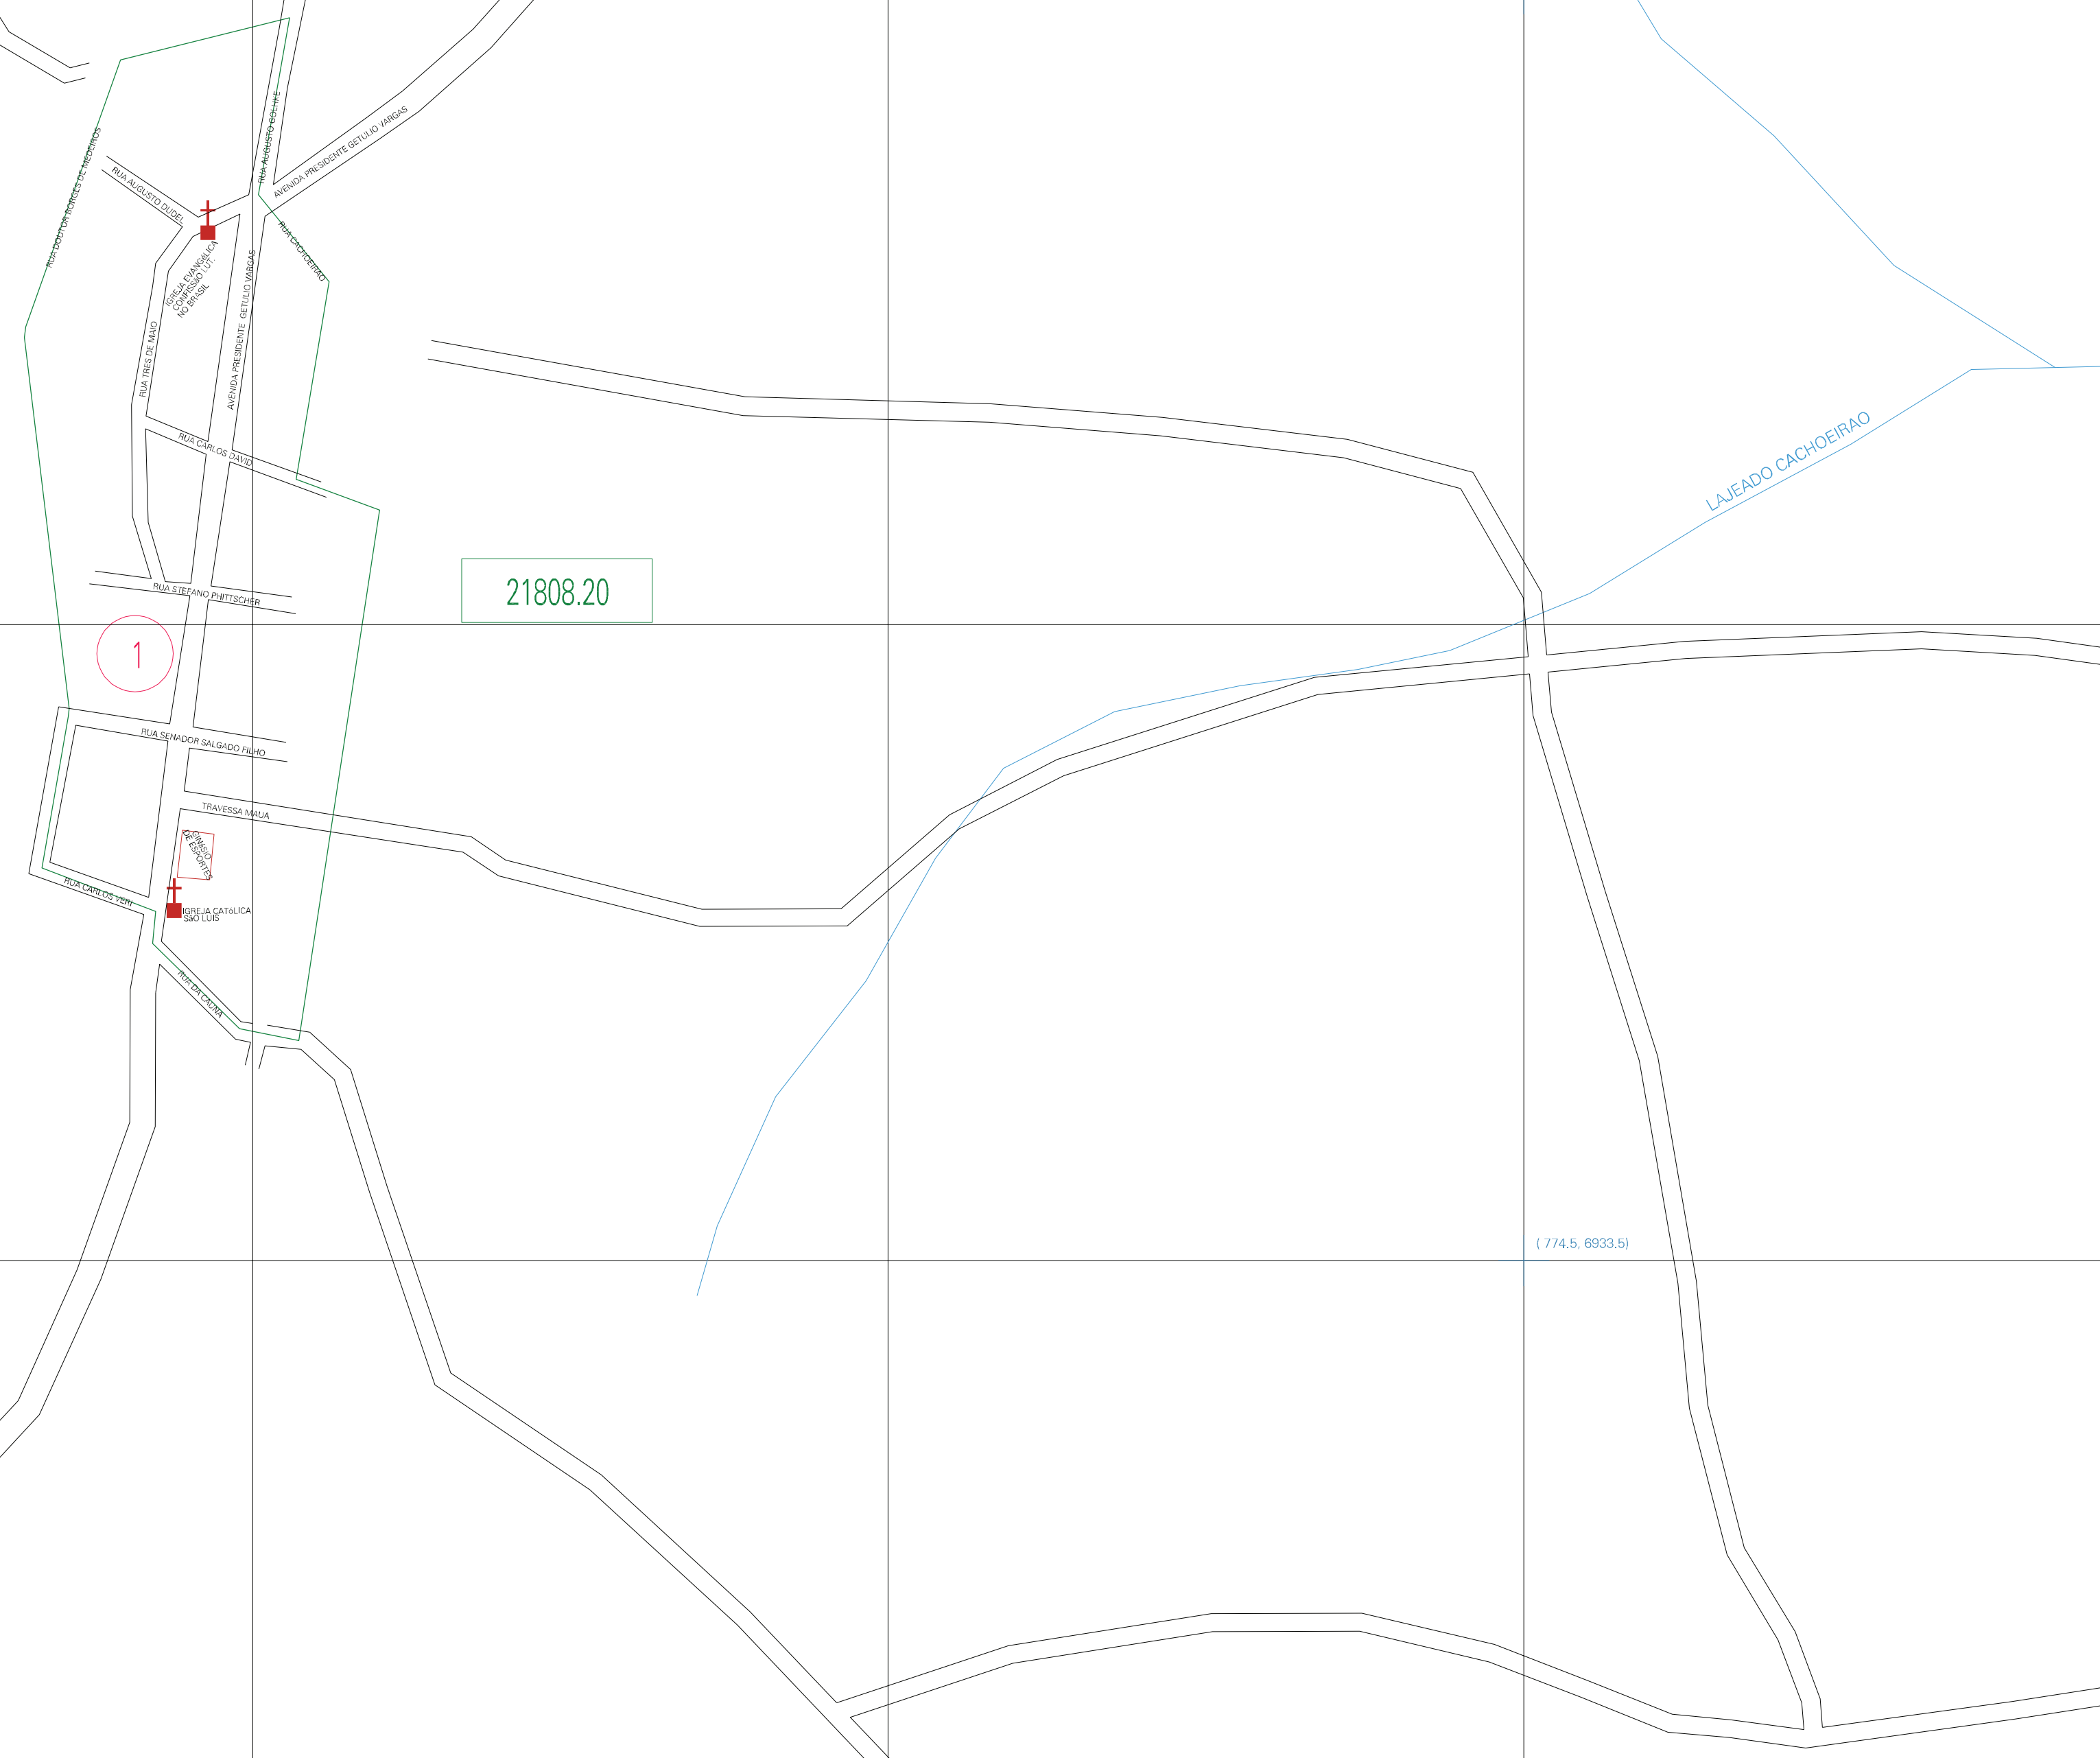 RUA AUGUSTO GOLHKE
AVENIDA PRESIDENTE GETULIO VARGAS
RUA DOUTOR BORGES DE MEDEIROS
RUA AUGUSTO DUDEL
RUA CACHOEIRAO
IGREJA EVANGéLICA
CONFISSãO LUT.
NO BRASIL
AVENIDA PRESIDENTE GETULIO VARGAS
RUA TRES DE MAIO
RUA CARLOS DAVID
LAJEADO CACHOEIRAO
21808.20
RUA STEFANO PHITTSCHER
1
RUA SENADOR SALGADO FILHO
TRAVESSA MAUA
GINáSIO
DE ESPORTES
RUA CARLOS VERI
IGREJA CATóLICA
SãO LUIS
RUA DA CAUNA
( 774.5, 6933.5)